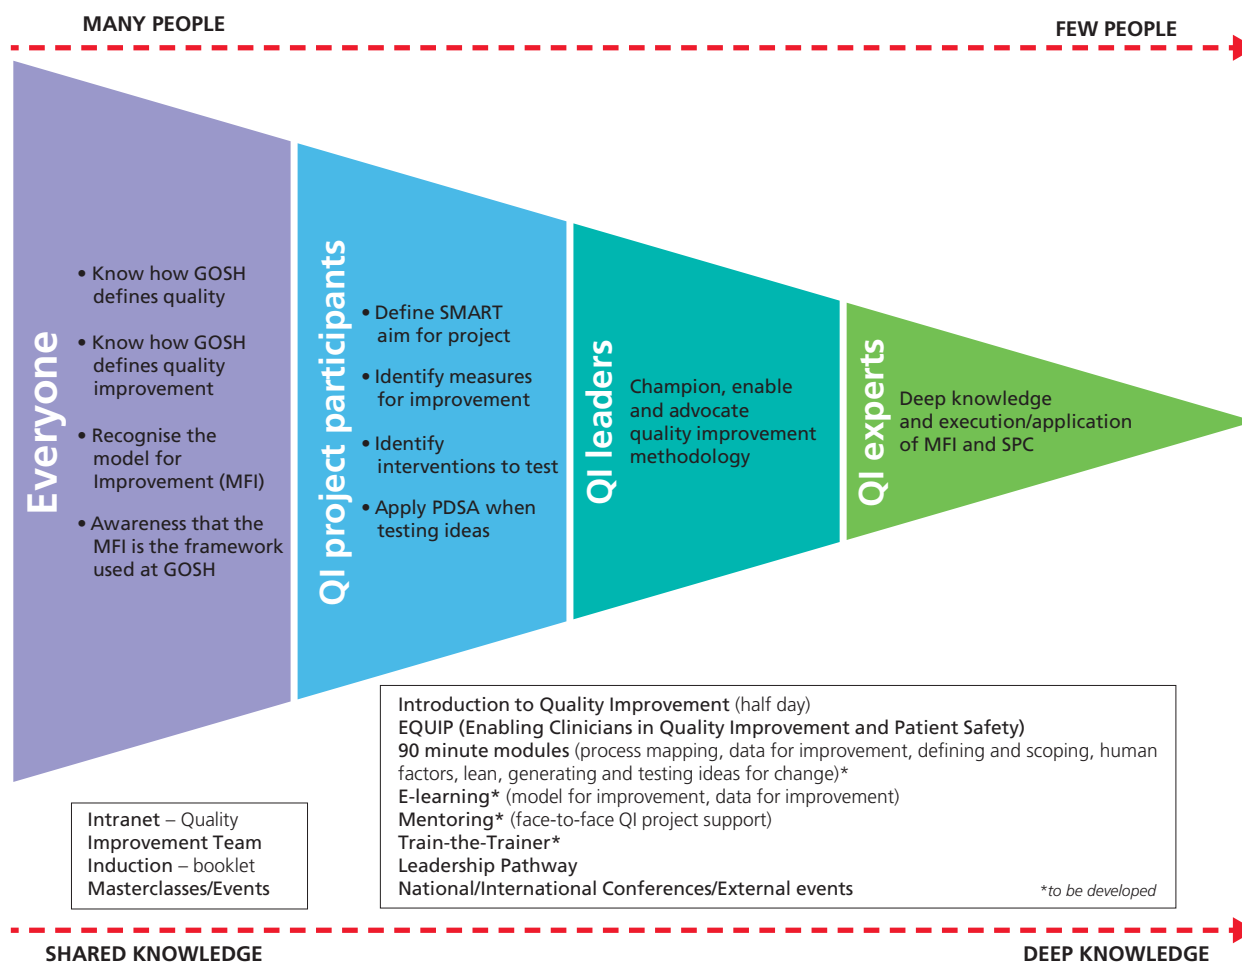 MANY PEOPLE
FEW PEOPLE
Everyone
• Know how GOSH
defines quality
• Know how GOSH
defines quality
improvement
• Recognise the
model for
Improvement (MFI)
• Awareness that the
MFI is the framework
used at GOSH
QI project participants
• Define SMART
aim for project
• Identify measures
for improvement
• Identify
interventions to test
• Apply PDSA when
testing ideas
QI leaders
Champion, enable
and advocate
quality improvement
methodology
QI experts
Deep knowledge
and execution/application
of MFI and SPC
Intranet – Quality
Improvement Team
Induction – booklet
Masterclasses/Events
Introduction to Quality Improvement (half day)
EQUIP (Enabling Clinicians in Quality Improvement and Patient Safety)
90 minute modules (process mapping, data for improvement, defining and scoping, human
factors, lean, generating and testing ideas for change)*
E-learning* (model for improvement, data for improvement)
Mentoring* (face-to-face QI project support)
Train-the-Trainer*
Leadership Pathway
National/International Conferences/External events
*to be developed
SHARED KNOWLEDGE
DEEP KNOWLEDGE